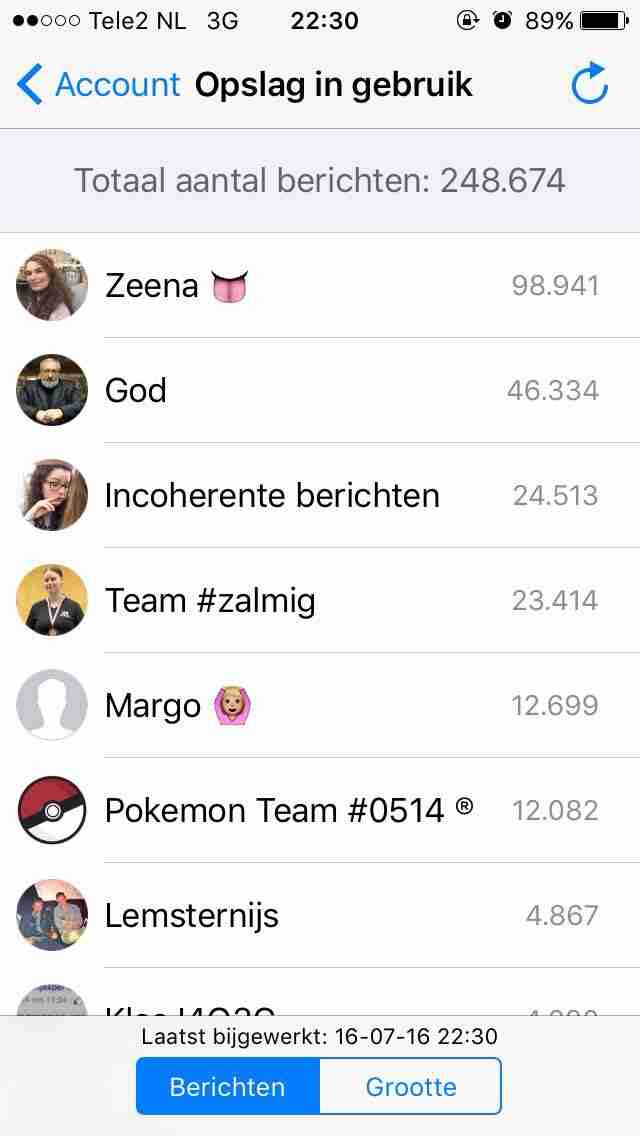 Tele2 NL 3G 22:30 89%
Account Opslag in gebruik
Totaal aantal berichten: 248.674
Zeena 98.941
God 46.334
Incoherente berichten 24.513
Team #zalmig 23.414
Margo 12.699
Pokemon Team #0514 ® 12.082
Lemsternijs 4.867
Laatst bijgewerkt: 16-07-16 22:30
Berichten Grootte